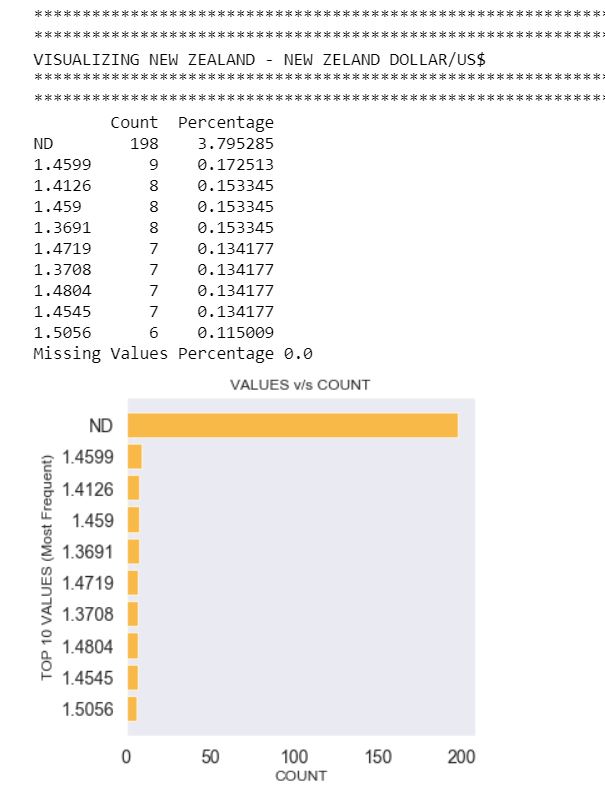 ***********************************************************
***********************************************************
VISUALIZING NEW ZEALAND - NEW ZELAND DOLLAR/US$
***********************************************************
***********************************************************
Count Percentage
ND 198 3.795285
1.4599 9 0.172513
1.4126 8 0.153345
1.459 8 0.153345
1.3691 8 0.153345
1.4719 7 0.134177
1.3708 7 0.134177
1.4804 7 0.134177
1.4545 7 0.134177
1.5056 6 0.115009
Missing Values Percentage 0.0
VALUES v/s COUNT
TOP 10 VALUES (Most Frequent)
ND
1.4599
1.4126
1.459
1.3691
1.4719
1.3708
1.4804
1.4545
1.5056
0 50 100 150 200
COUNT